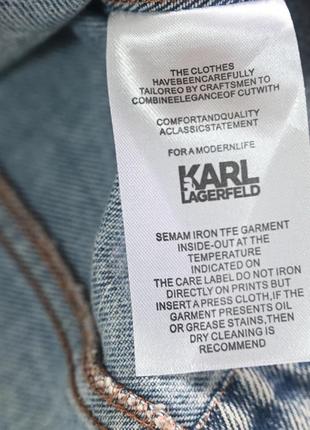 THE CLOTHES
HAVEBEENCAREFULLY
TAILOREO BY CRAFTSMEN TO
COMBINEELEGANCEOF CUTWITH
COMFORTANDQUALITY
ACLASSICSTATEMENT
FORA MODERNLIFE
KARL
LAGERFELD
SEMAM IRON TFE GARMENT
INSIDE-OUT AT THE
TEMPERATURE
INDICATED ON
THE CARE LABEL DO NOT IRON
DIRECTLY ON PRINTS BUT
INSERT A PRESS CLOTH, IF THE
GARMENT PRESENTS OIL
OR GREASE STAINS, THEN
DRY CLEANING IS
RECOMMEND